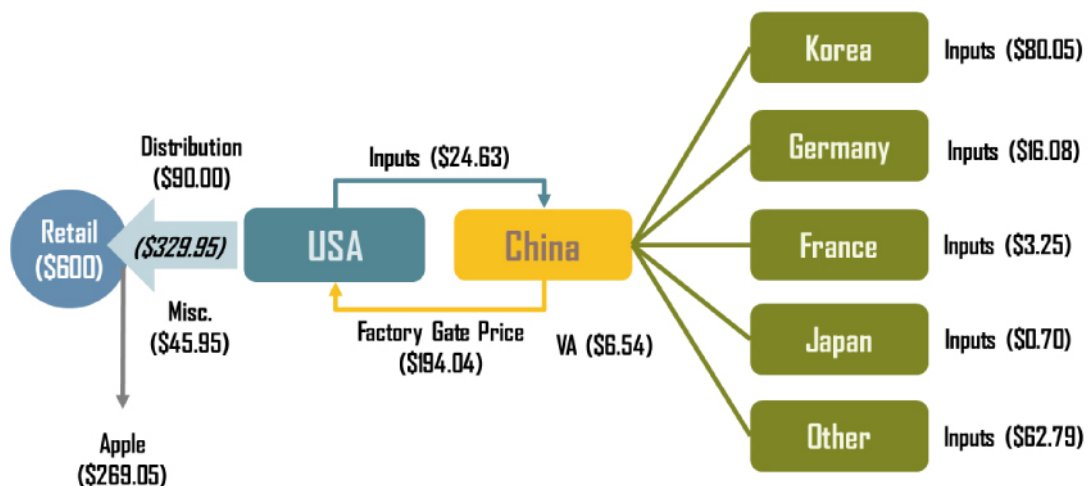 Korea
Inputs ($80.05)
Distribution
($90.00)
Inputs ($24.63)
Germany
Inputs ($16.08)
Retail
($600)
($329.95)
USA
China
France
Inputs ($3.25)
Misc.
($45.95)
Factory Gate Price
($194.04)
VA ($6.54)
Japan
Inputs ($0.70)
Apple
($269.05)
Other
Inputs ($62.79)